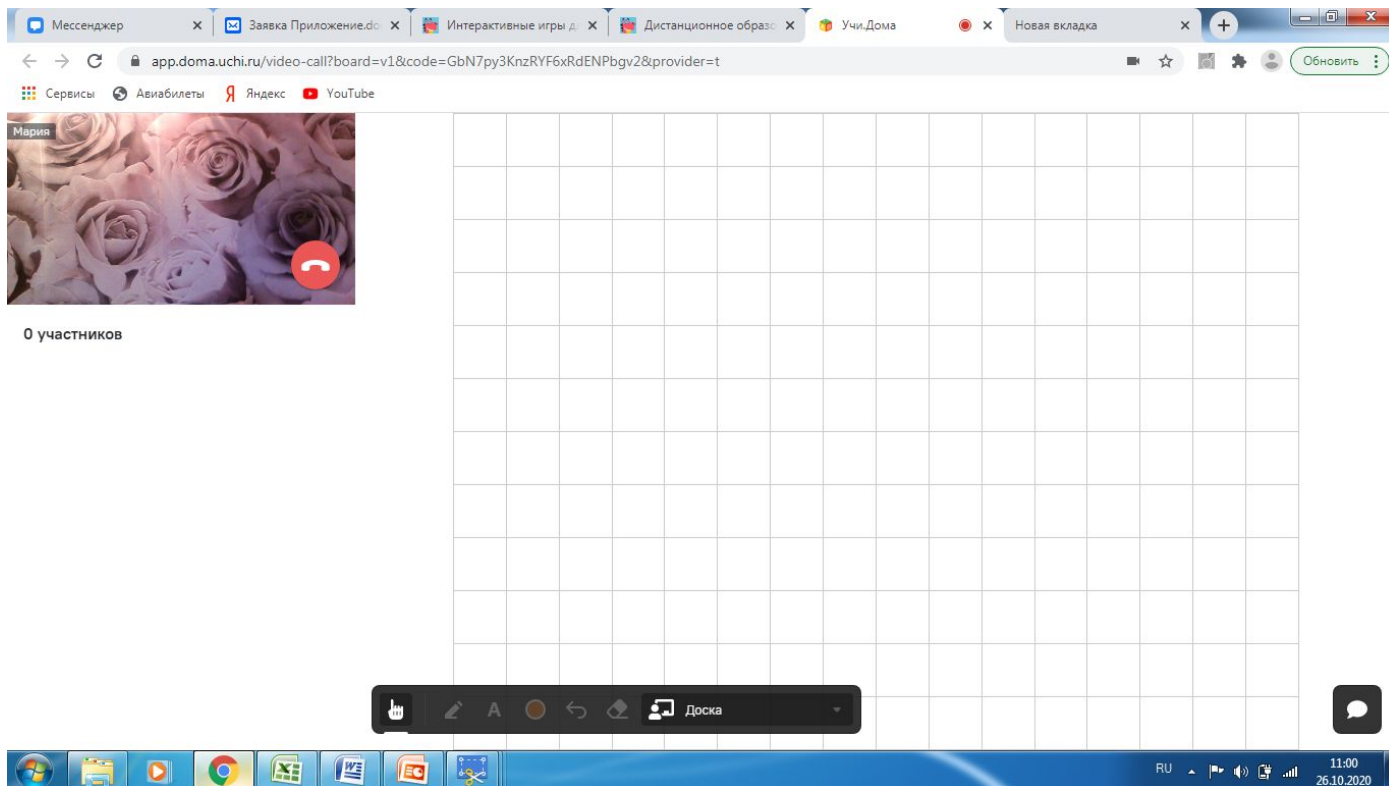 Мессенджер
Заявка Приложение.do
Интерактивные игры д
Дистанционное образо
Учи.Дома
Новая вкладка
app.doma.uchi.ru/video-call?board=v1&code=GbN7py3KnzRYF6xRdENPbgv2&provider=t
Обновить
Сервисы
Авиабилеты
Яндекс
YouTube
Мария
0 участников
A
Доска
RU
11:00
26.10.2020